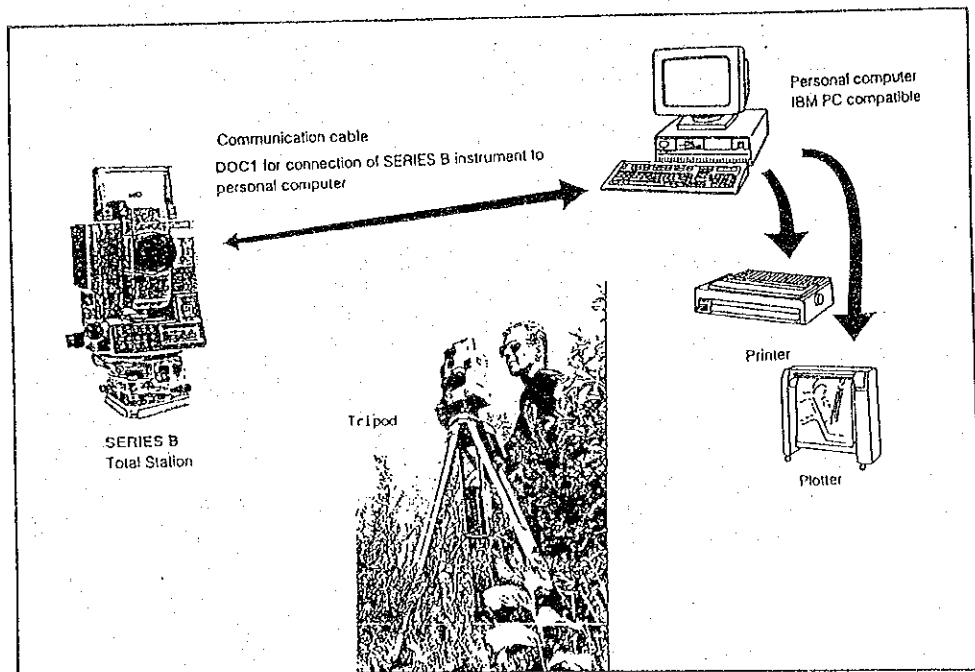 Personal computer
IBM PC compatible
Communication cable
DOC1 for connection of SERIES B instrument to
personal computer
Printer
Tripod
SERIES B
Total Station
Plotter